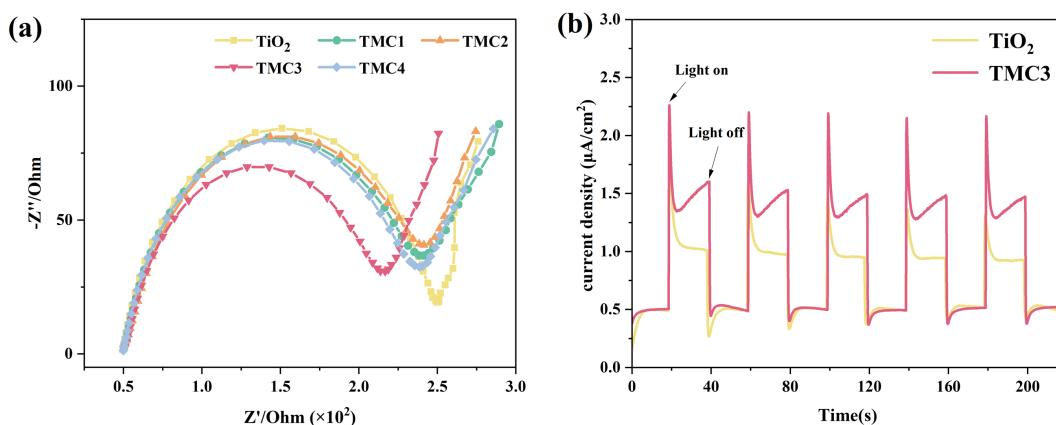 (a)
TiO₂ TMC1 TMC2
TMC3 TMC4
100
50
0
-Z''/Ohm
0.5 1.0 1.5 2.0 2.5 3.0
Z'/Ohm (×10²)
(b)
TiO₂
TMC3
Light on
Light off
3.0
2.5
2.0
1.5
1.0
0.5
0.0
current density (μA/cm²)
0 40 80 120 160 200
Time(s)